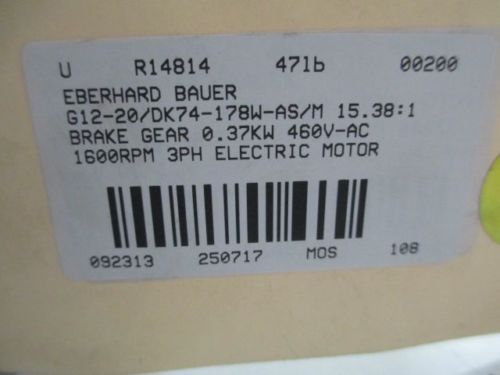 U R14814 47lb 00200
EBERHARD BAUER
G12-20/DK74-178W-AS/M 15.38:1
BRAKE GEAR 0.37KW 460V-AC
1600RPM 3PH ELECTRIC MOTOR
092313 250717 MOS 108